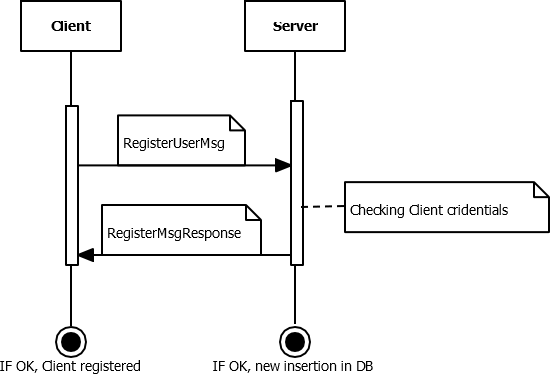 Client
Server
RegisterUserMsg
Checking Client cridentials
RegisterMsgResponse
IF OK, Client registered
IF OK, new insertion in DB